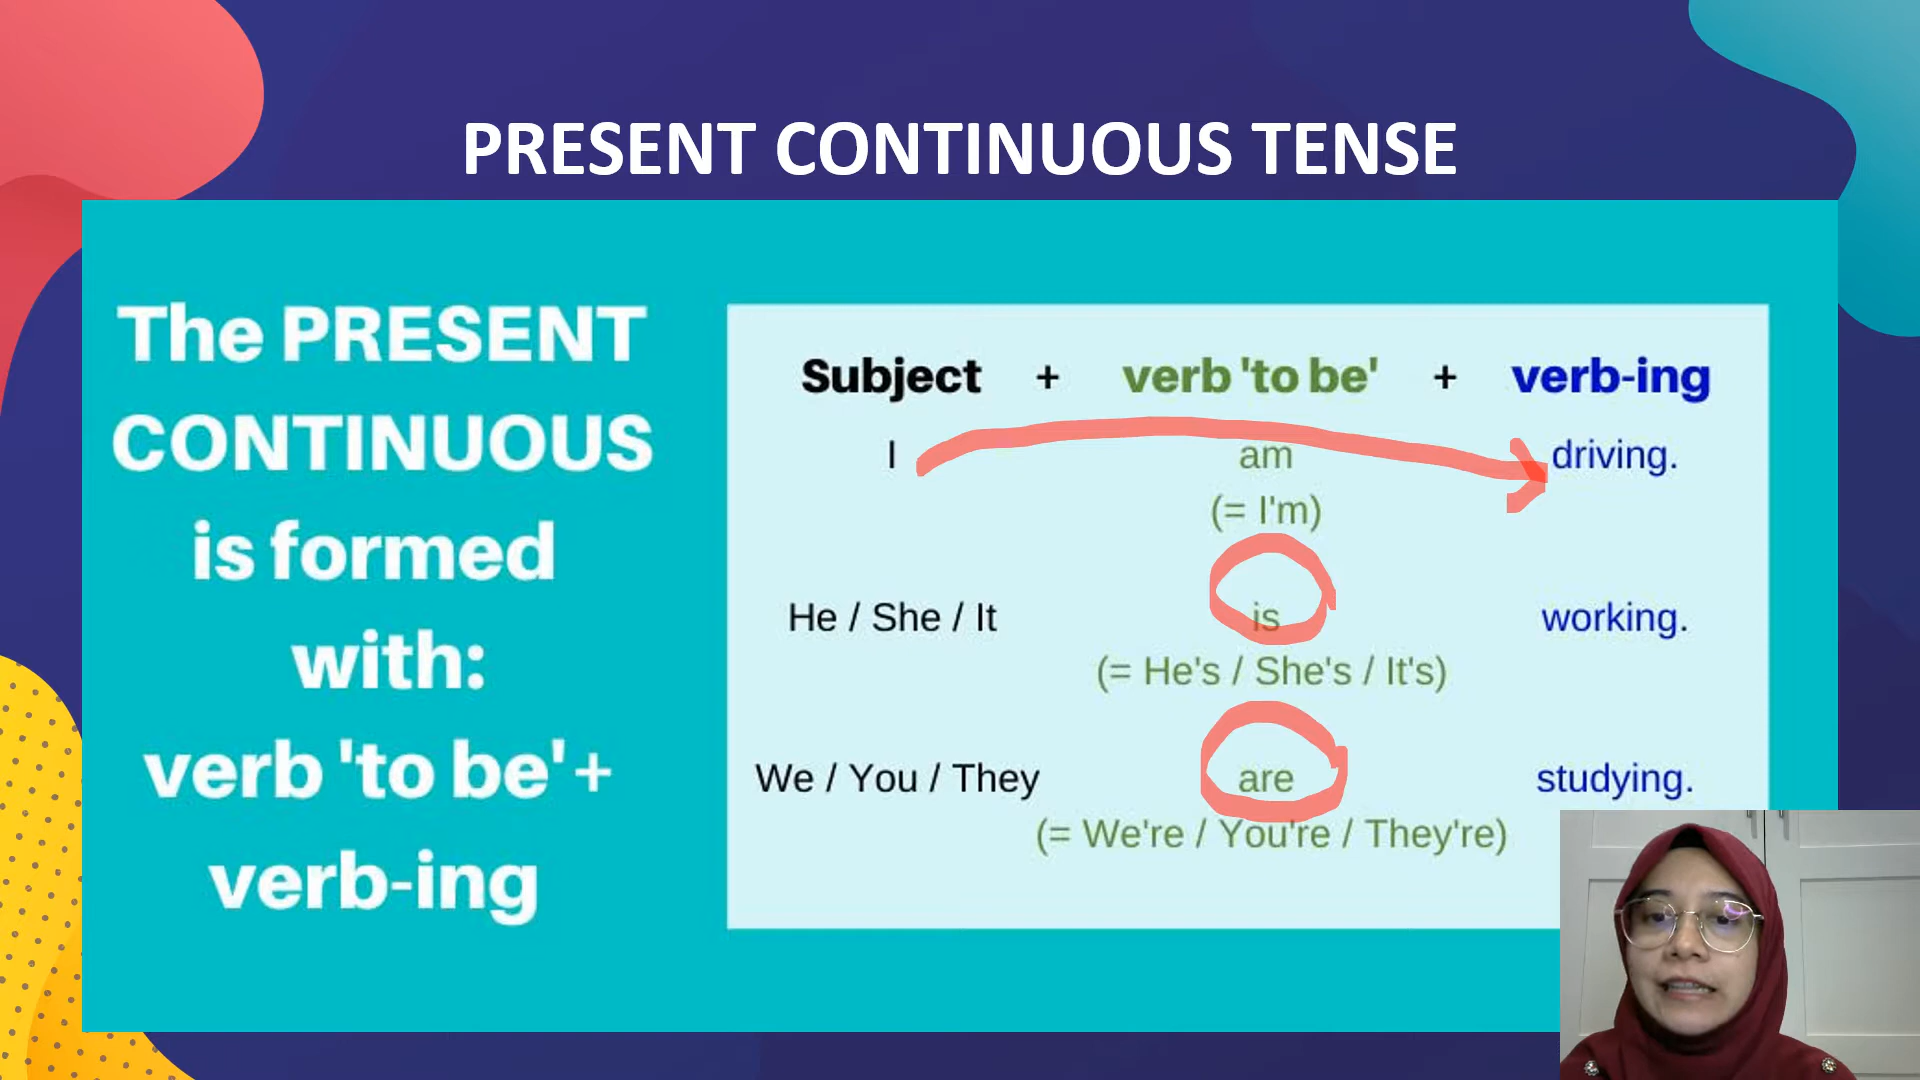 PRESENT CONTINUOUS TENSE
The PRESENT
CONTINUOUS
is formed
with:
verb 'to be' +
verb-ing
Subject + verb 'to be' + verb-ing
I am driving.
(= I'm)
He / She / It is working.
(= He's / She's / It's)
We / You / They are studying.
(= We're / You're / They're)